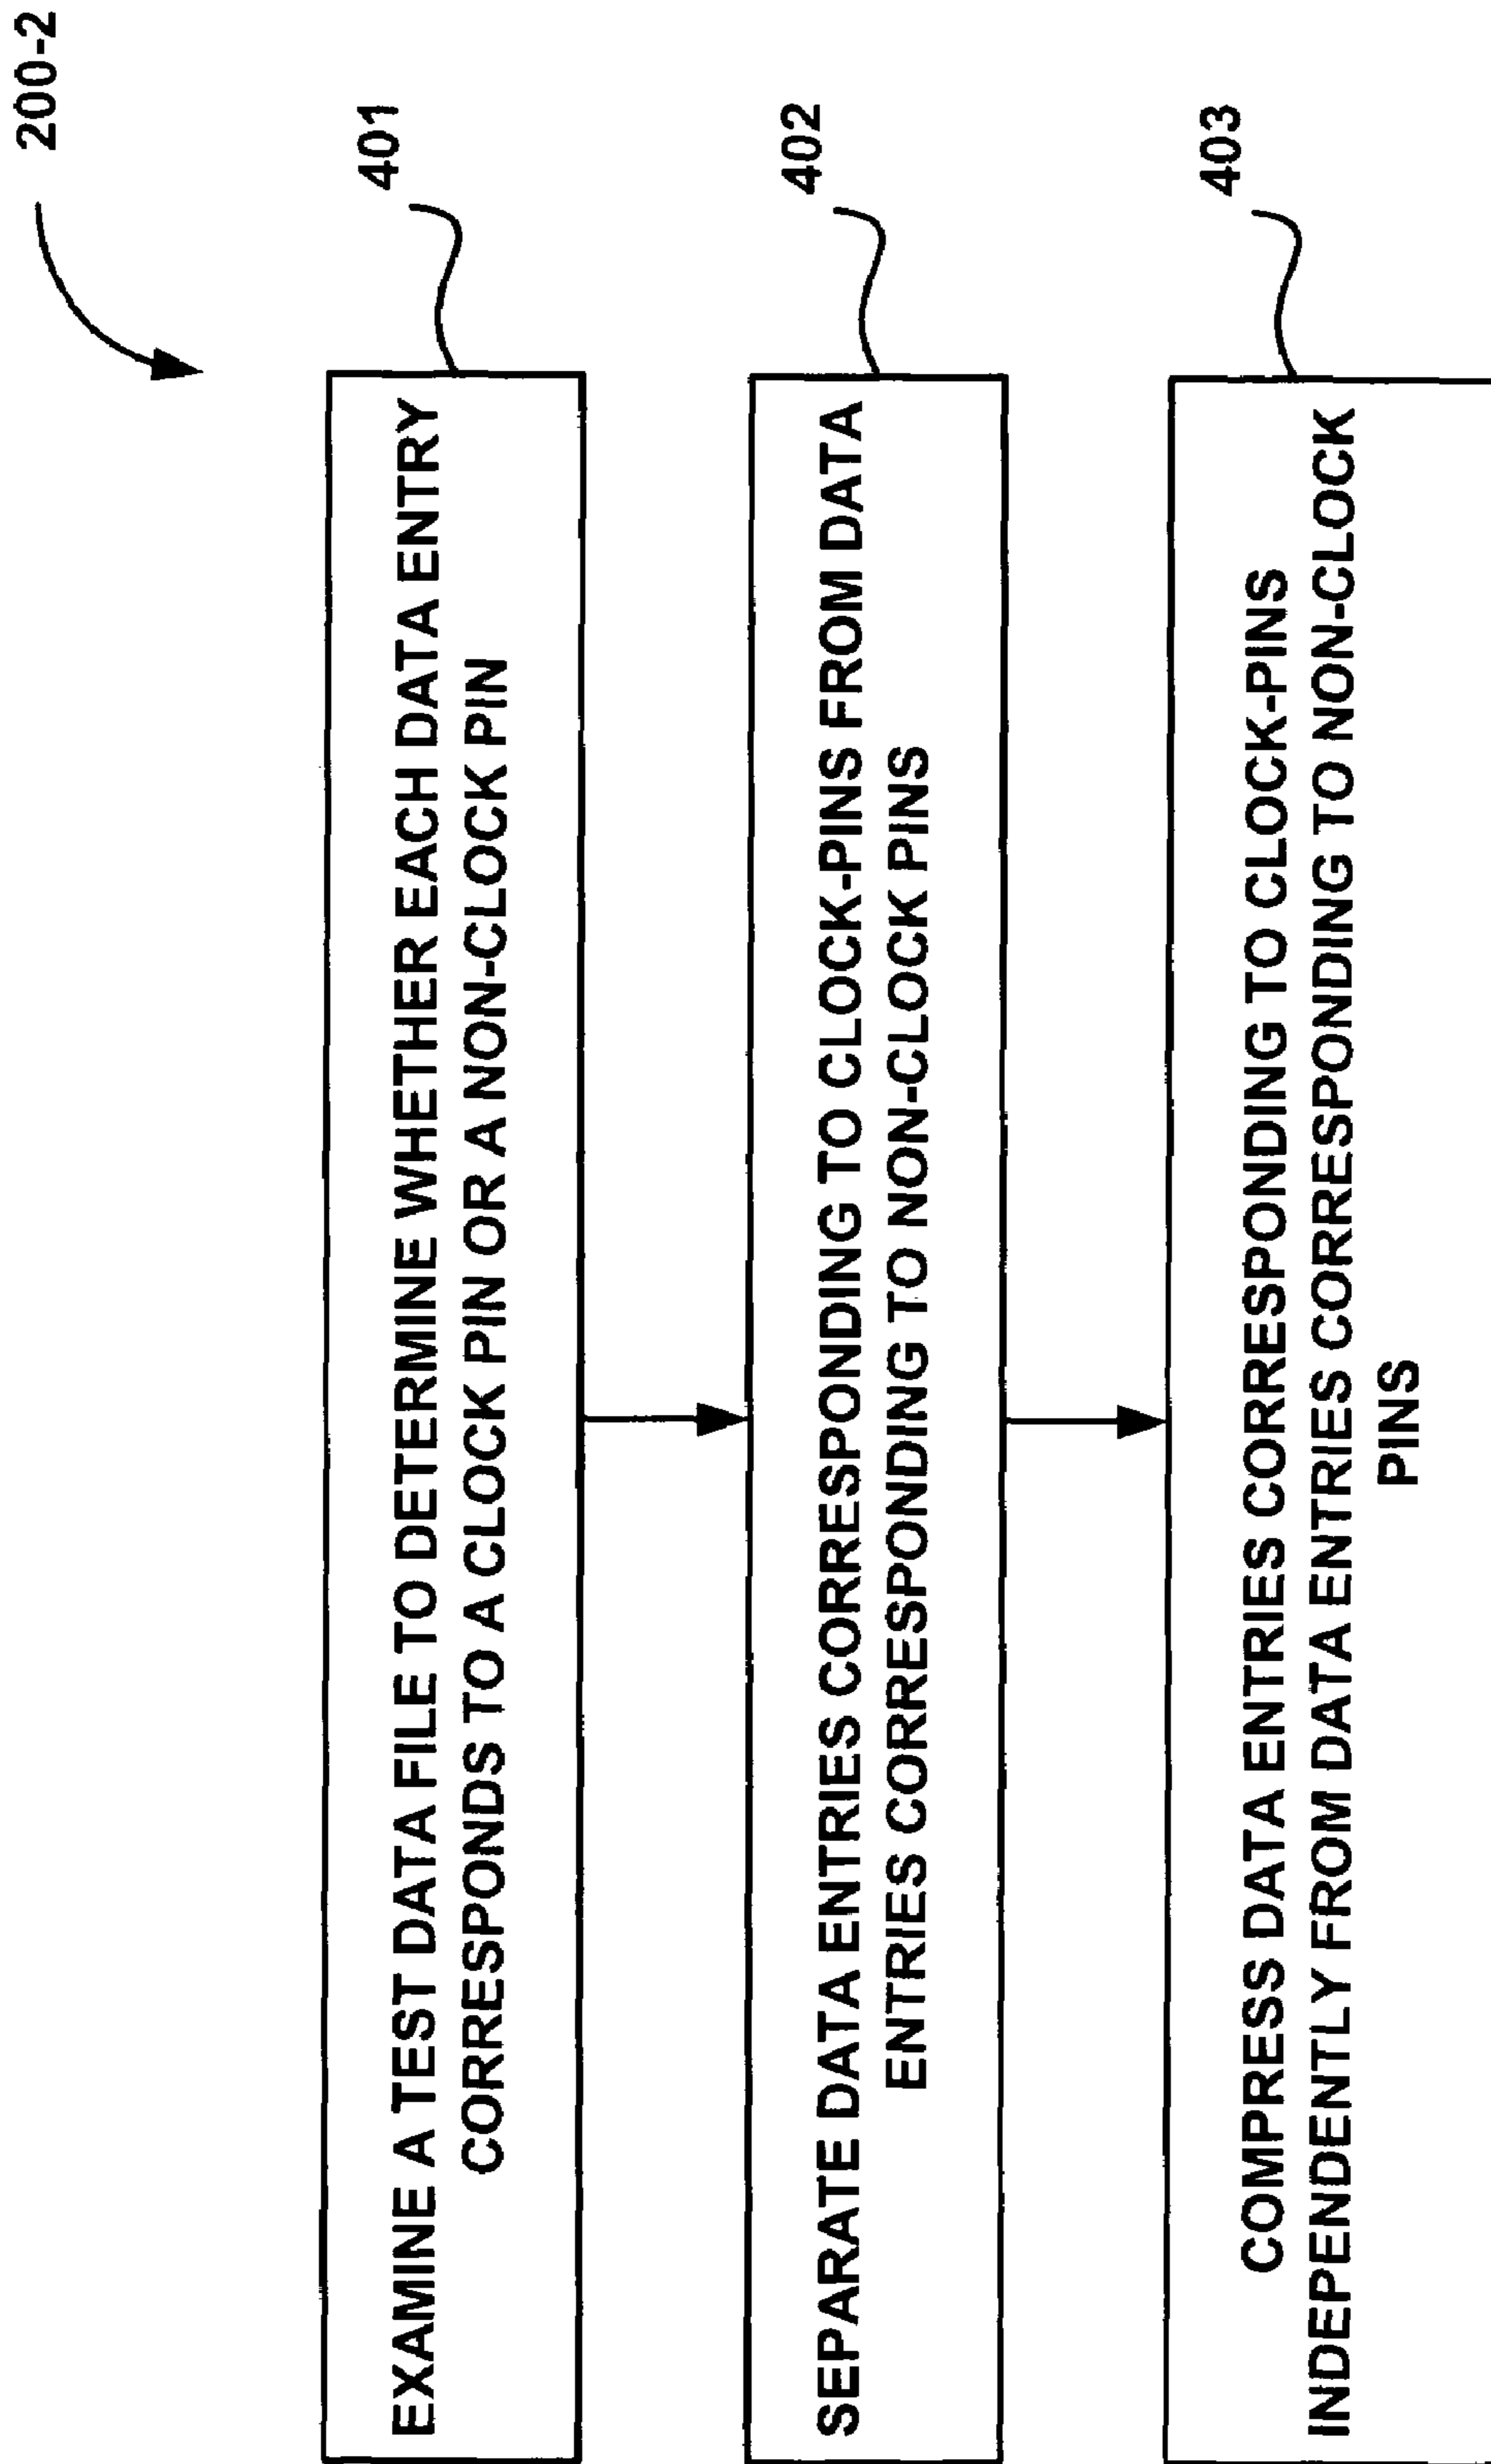 200-2
401
EXAMINE A TEST DATA FILE TO DETERMINE WHETHER EACH DATA ENTRY
CORRESPONDS TO A CLOCK PIN OR A NON-CLOCK PIN
402
SEPARATE DATA ENTRIES CORRESPONDING TO CLOCK-PINS FROM DATA
ENTRIES CORRESPONDING TO NON-CLOCK PINS
403
COMPRESS DATA ENTRIES CORRESPONDING TO CLOCK-PINS
INDEPENDENTLY FROM DATA ENTRIES CORRESPONDING TO NON-CLOCK
PINS